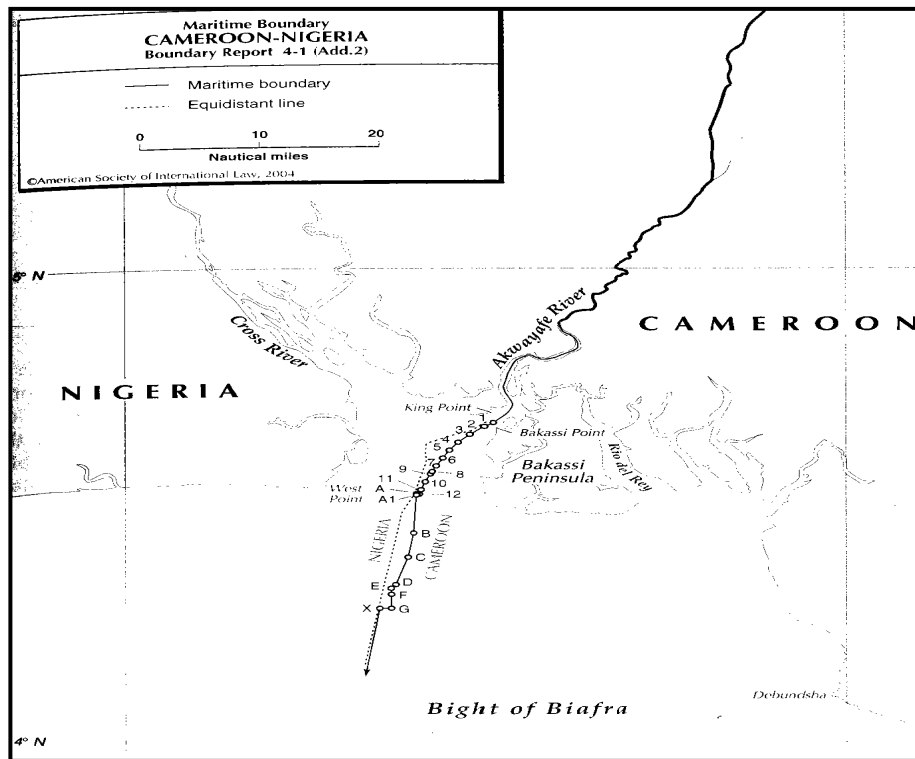 Maritime Boundary
CAMEROON-NIGERIA
Boundary Report 4-1 (Add.2)
Maritime boundary
Equidistant line
0 10 20
Nautical miles
©American Society of International Law, 2004
5° N
Cross River
Akwayafe River
CAMEROON
NIGERIA
King Point
1
2
3
4
5
Bakassi Point
6
7
8
9
10
11
12
Bakassi
Peninsula
Rio del Rey
West
Point
A
A1
B
NIGERIA
CAMEROON
C
D
E
F
X
G
Debundsha
Bight of Biafra
4° N